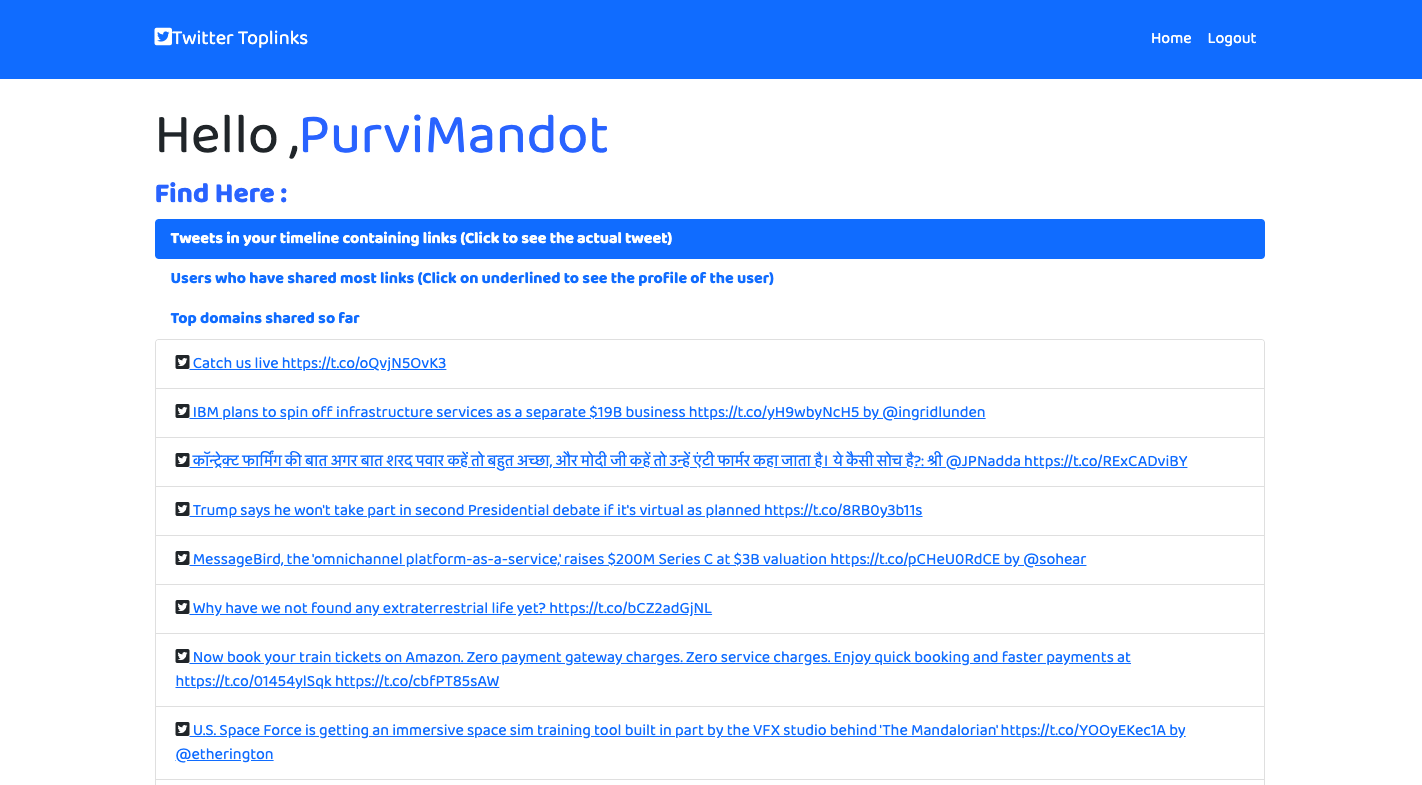 Twitter Toplinks
Home
Logout
Hello ,PurviMandot
Find Here :
Tweets in your timeline containing links (Click to see the actual tweet)
Users who have shared most links (Click on underlined to see the profile of the user)
Top domains shared so far
Catch us live https://t.co/oQvjN5OvK3
IBM plans to spin off infrastructure services as a separate $19B business https://t.co/yH9wbyNcH5 by @ingridlunden
कॉन्ट्रेक्ट फार्मिंग की बात अगर बात शरद पवार कहें तो बहुत अच्छा, और मोदी जी कहें तो उन्हें एंटी फार्मर कहा जाता है। ये कैसी सोच है?: श्री @JPNadda https://t.co/RExCADviBY
Trump says he won't take part in second Presidential debate if it's virtual as planned https://t.co/8RB0y3b11s
MessageBird, the 'omnichannel platform-as-a-service,' raises $200M Series C at $3B valuation https://t.co/pCHeU0RdCE by @sohear
Why have we not found any extraterrestrial life yet? https://t.co/bCZ2adGjNL
Now book your train tickets on Amazon. Zero payment gateway charges. Zero service charges. Enjoy quick booking and faster payments at
https://t.co/01454ylSqk https://t.co/cbfPT85sAW
U.S. Space Force is getting an immersive space sim training tool built in part by the VFX studio behind 'The Mandalorian' https://t.co/YOOyEKec1A by
@etherington